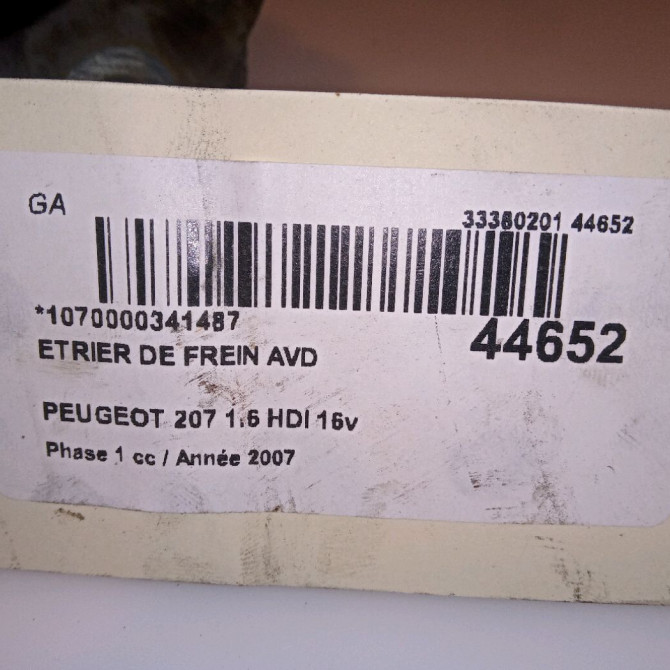 GA
33380201 44652
*1070000341487
44652
ETRIER DE FREIN AVD
PEUGEOT 207 1.6 HDI 16v
Phase 1 cc / Année 2007